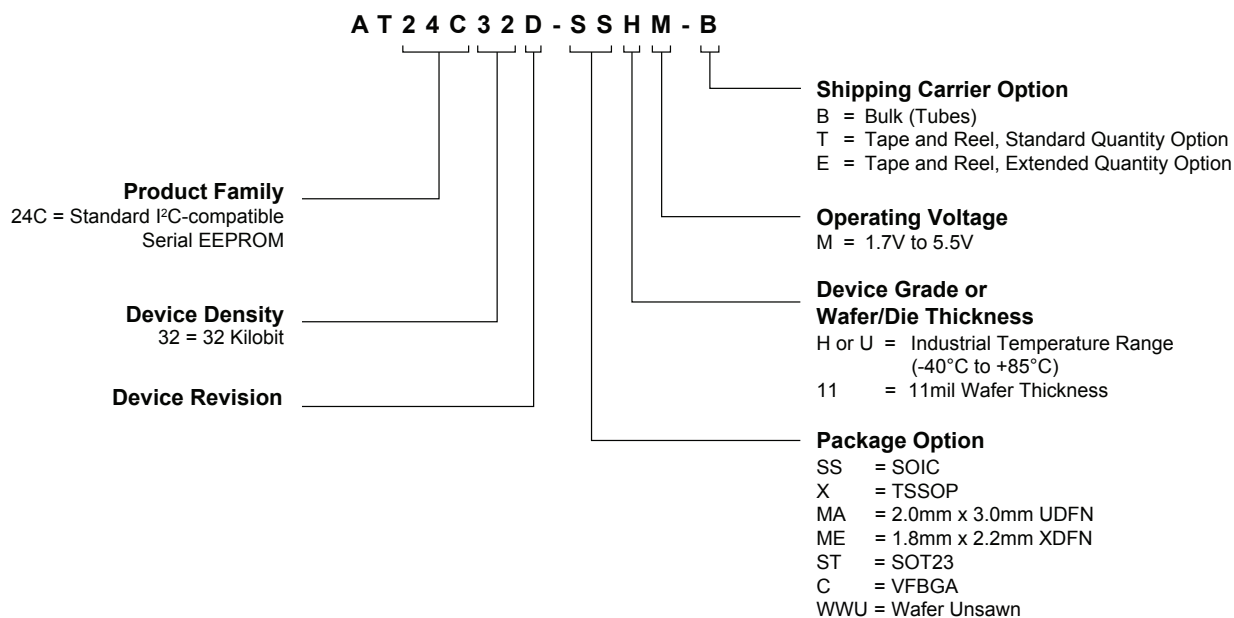 AT24C32D-SSHM-B
Shipping Carrier Option
B = Bulk (Tubes)
T = Tape and Reel, Standard Quantity Option
E = Tape and Reel, Extended Quantity Option
Product Family
24C = Standard I²C-compatible
Serial EEPROM
Operating Voltage
M = 1.7V to 5.5V
Device Grade or
Wafer/Die Thickness
H or U = Industrial Temperature Range
(-40°C to +85°C)
11 = 11mil Wafer Thickness
Device Density
32 = 32 Kilobit
Device Revision
Package Option
SS = SOIC
X = TSSOP
MA = 2.0mm x 3.0mm UDFN
ME = 1.8mm x 2.2mm XDFN
ST = SOT23
C = VFBGA
WWU = Wafer Unsawn